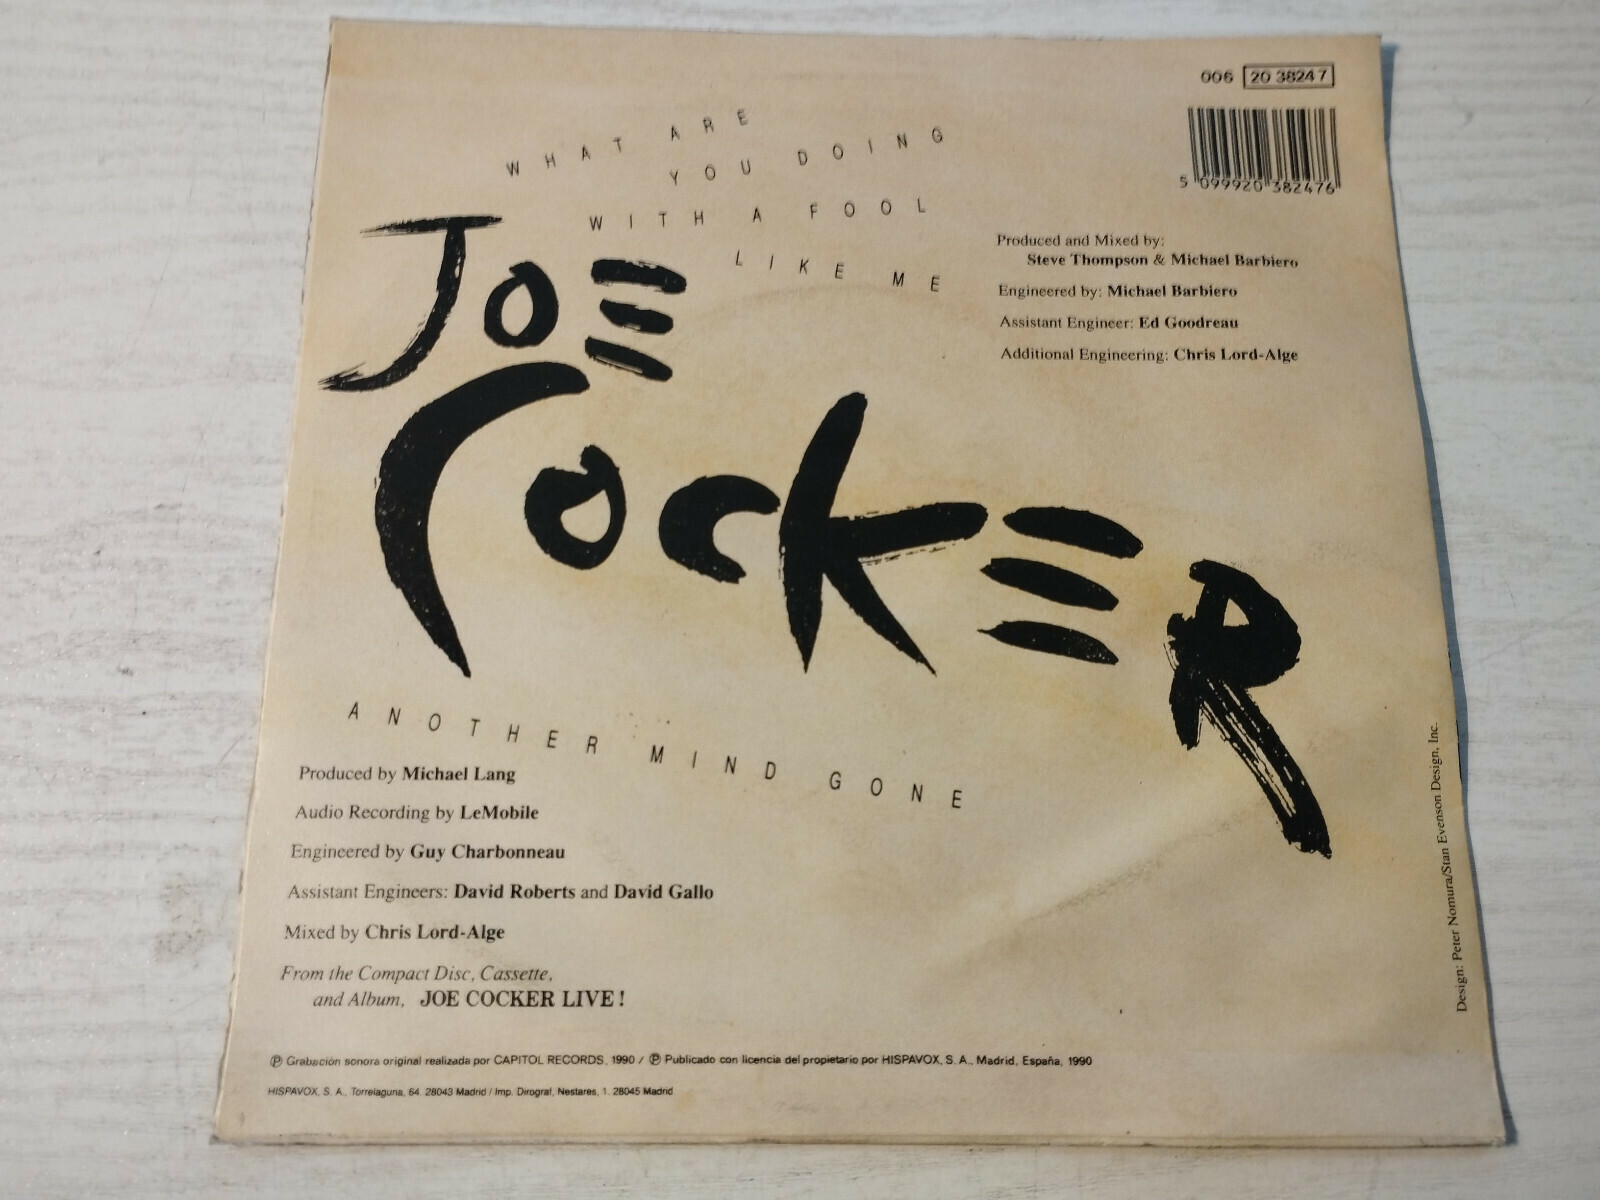 006 20 38247
5 099920 382476
WHAT ARE
YOU DOING
WITH A FOOL
LIKE ME
Produced and Mixed by:
Steve Thompson & Michael Barbiero
Engineered by: Michael Barbiero
Assistant Engineer: Ed Goodreau
Additional Engineering: Chris Lord-Alge
JOE
COCKER
ANOTHER MIND GONE
Produced by Michael Lang
Audio Recording by LeMobile
Engineered by Guy Charbonneau
Assistant Engineers: David Roberts and David Gallo
Mixed by Chris Lord-Alge
From the Compact Disc, Cassette,
and Album, JOE COCKER LIVE!
Design: Peter Nomura/Stan Evenson Design, Inc.
℗ Grabación sonora original realizada por CAPITOL RECORDS, 1990 / ℗ Publicado con licencia del propietario por HISPAVOX, S. A., Madrid, España, 1990
HISPAVOX, S. A., Torrelaguna, 64. 28043 Madrid / Imp. Dirograf, Nestares, 1. 28045 Madrid